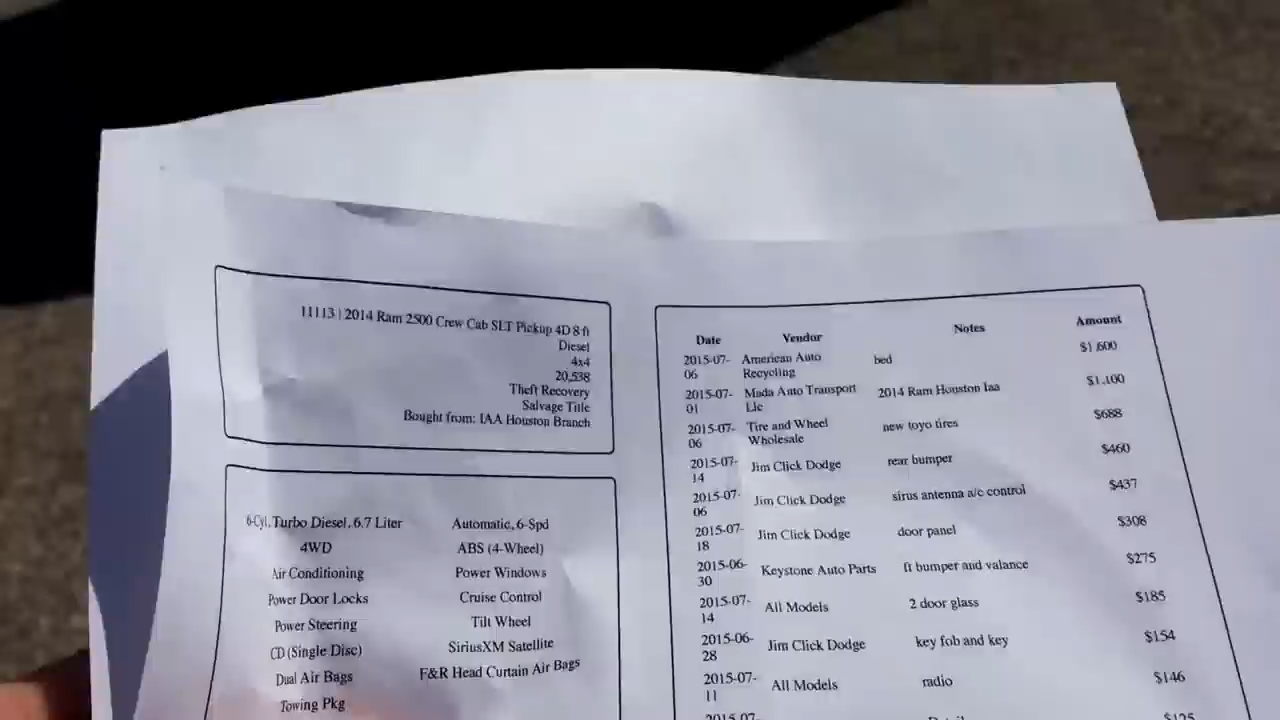 11113 | 2014 Ram 2500 Crew Cab SLT Pickup 4D 8 ft
Diesel
4x4
20,538
Theft Recovery
Salvage Title
Bought from: IAA Houston Branch
6-Cyl, Turbo Diesel, 6.7 Liter Automatic, 6-Spd
4WD ABS (4-Wheel)
Air Conditioning Power Windows
Power Door Locks Cruise Control
Power Steering Tilt Wheel
CD (Single Disc) SiriusXM Satellite
Dual Air Bags F&R Head Curtain Air Bags
Towing Pkg
Date Vendor Notes Amount
2015-07- American Auto bed $1,600
06 Recycling
2015-07- Mada Auto Transport 2014 Ram Houston Iaa $1,100
01 Llc
2015-07- Tire and Wheel new toyo tires $688
06 Wholesale
2015-07- Jim Click Dodge rear bumper $460
14
2015-07- Jim Click Dodge sirus antenna a/c control $437
06
2015-07- Jim Click Dodge door panel $308
18
2015-06- Keystone Auto Parts ft bumper and valance $275
30
2015-07- All Models 2 door glass $185
14
2015-06- Jim Click Dodge key fob and key $154
28
2015-07- All Models radio $146
11
2015-07- $125